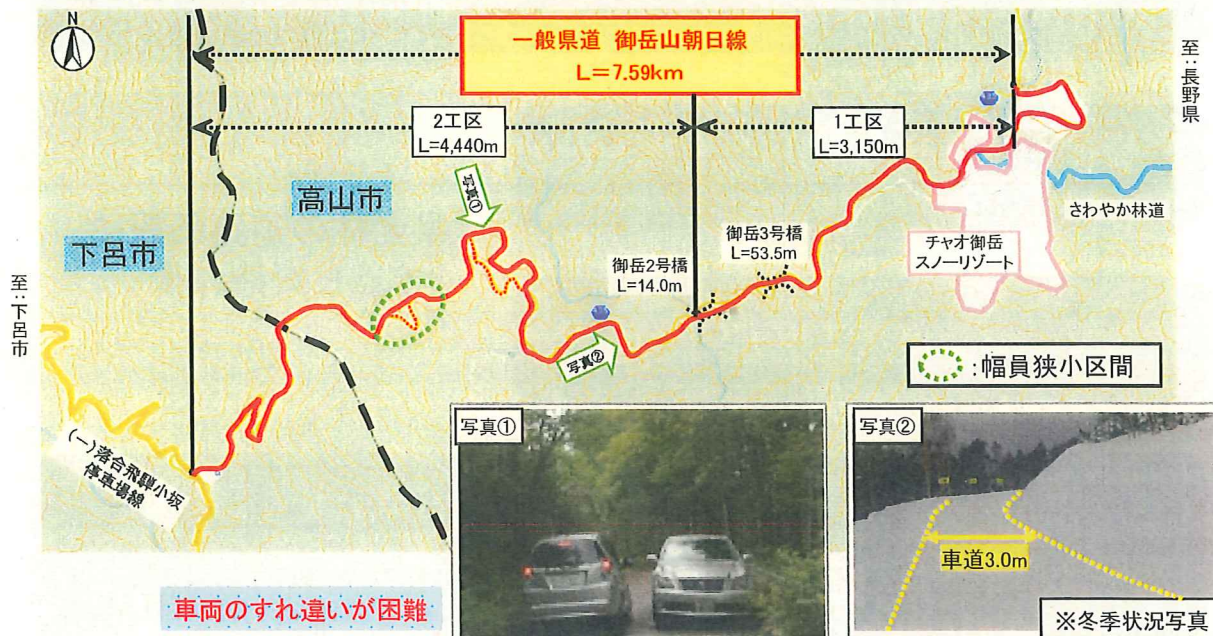 N
一般県道 御岳山朝日線
L=7.59km
至:長野県
2工区
L=4,440m
1工区
L=3,150m
写真①
高山市
下呂市
至:下呂市
さわやか林道
チャオ御岳
スノーリゾート
御岳3号橋
L=53.5m
御岳2号橋
L=14.0m
写真②
:幅員狭小区間
(一)落合飛騨小坂
停車場線
写真①
写真②
車道3.0m
※冬季状況写真
車両のすれ違いが困難